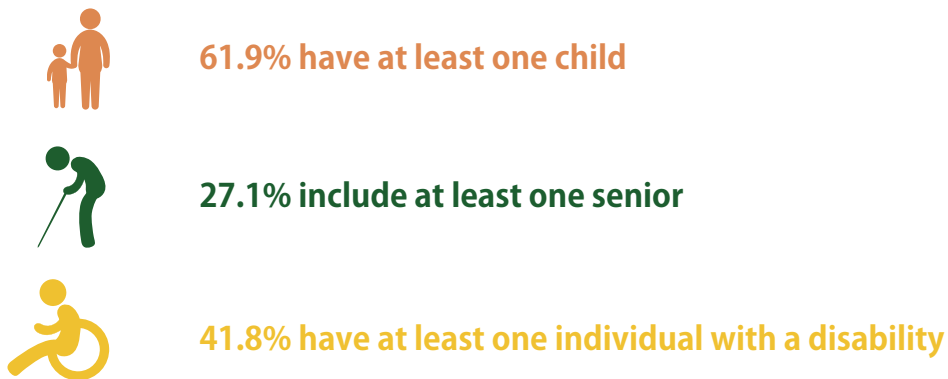 61.9% have at least one child
27.1% include at least one senior
41.8% have at least one individual with a disability